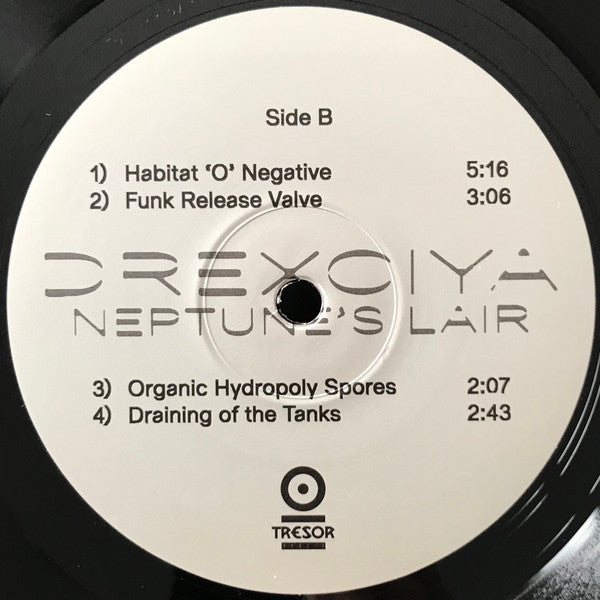 Side B
1) Habitat ‘O’ Negative 5:16
2) Funk Release Valve 3:06
DREXCIYA
NEPTUNE'S LAIR
3) Organic Hydropoly Spores 2:07
4) Draining of the Tanks 2:43
TRESOR